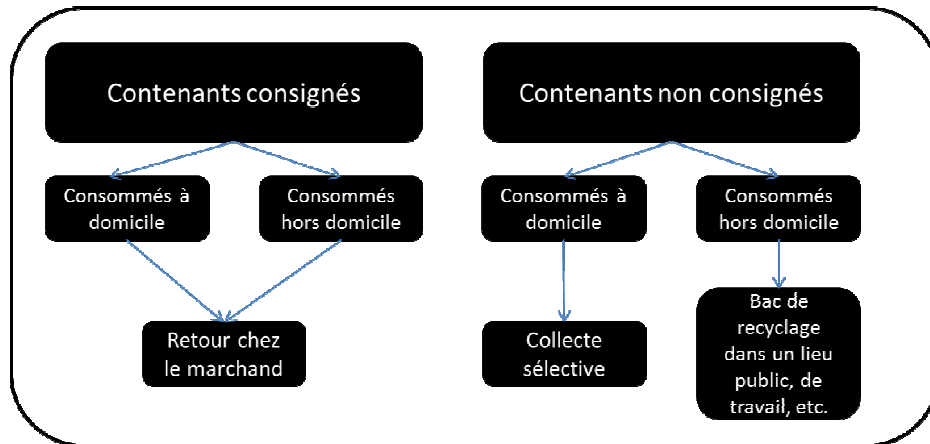 Contenants consignés
Contenants non consignés
Consommés à
domicile
Consommés
hors domicile
Consommés à
domicile
Consommés
hors domicile
Retour chez
le marchand
Collecte
sélective
Bac de
recyclage
dans un lieu
public, de
travail, etc.